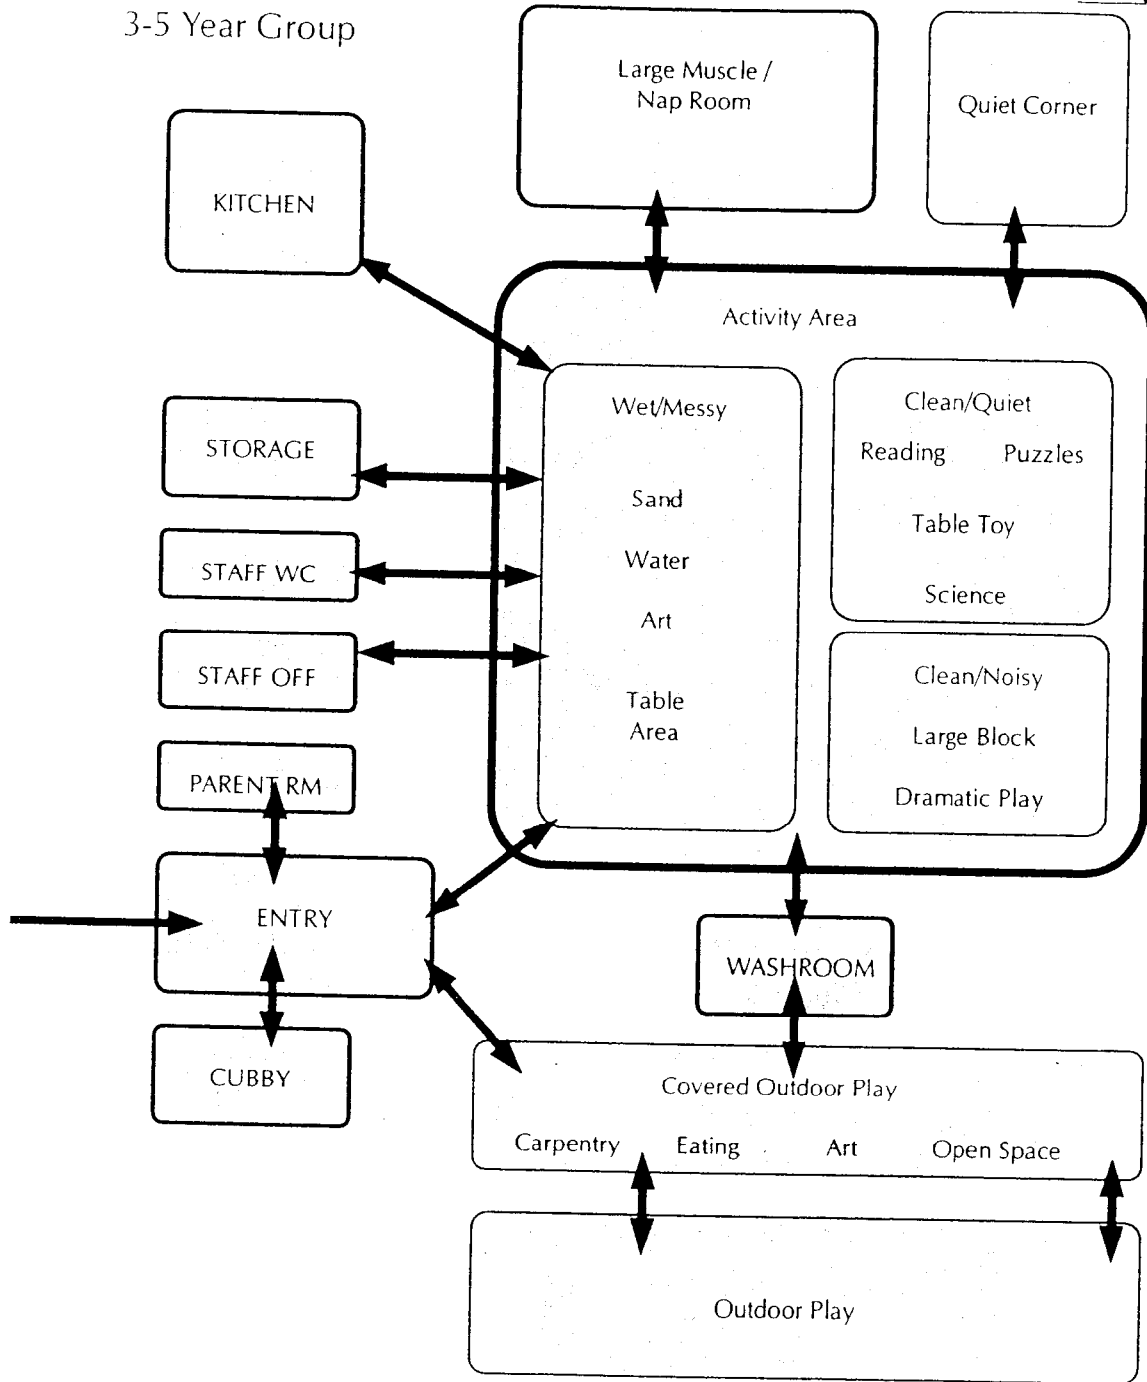 3-5 Year Group
Large Muscle /
Nap Room
Quiet Corner
KITCHEN
Activity Area
Wet/Messy
Sand
Water
Art
Table
Area
Clean/Quiet
Reading Puzzles
Table Toy
Science
Clean/Noisy
Large Block
Dramatic Play
STORAGE
STAFF WC
STAFF OFF
PARENT RM
ENTRY
CUBBY
WASHROOM
Covered Outdoor Play
Carpentry Eating Art Open Space
Outdoor Play